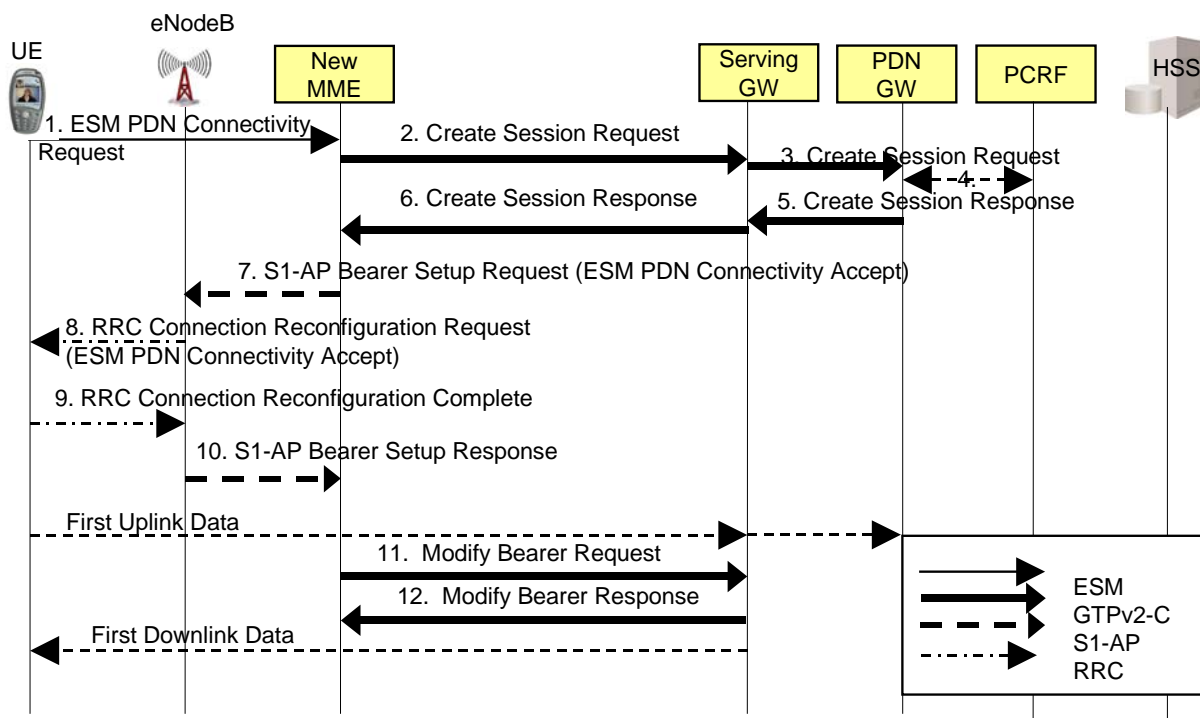 eNodeB
UE
New
MME
Serving
GW
PDN
GW
PCRF
HSS
1. ESM PDN Connectivity
Request
2. Create Session Request
3. Create Session Request
4.
5. Create Session Response
6. Create Session Response
7. S1-AP Bearer Setup Request (ESM PDN Connectivity Accept)
8. RRC Connection Reconfiguration Request
(ESM PDN Connectivity Accept)
9. RRC Connection Reconfiguration Complete
10. S1-AP Bearer Setup Response
First Uplink Data
11. Modify Bearer Request
12. Modify Bearer Response
First Downlink Data
ESM
GTPv2-C
S1-AP
RRC